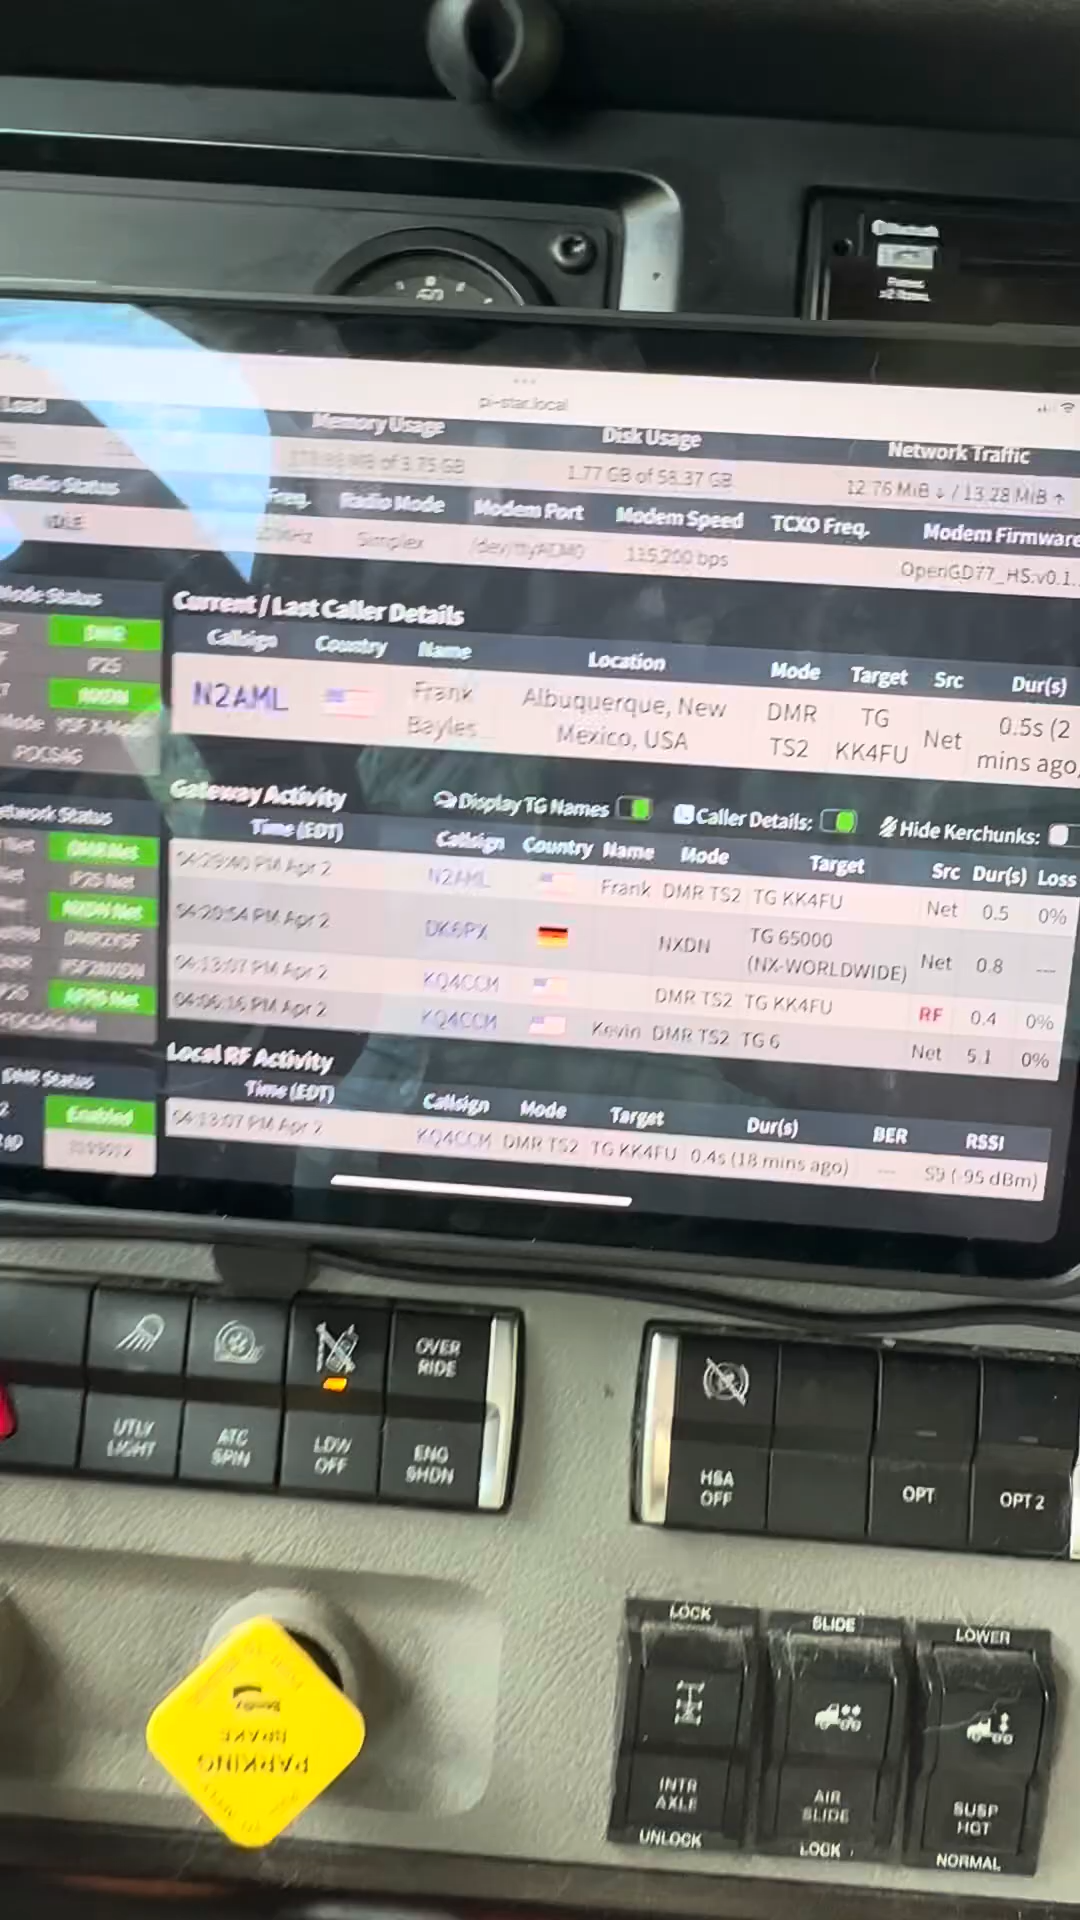 pi-star.local
Load Memory Usage Disk Usage Network Traffic
of 3.75 GB 1.77 GB of 58.37 GB 12.76 MiB ↓ / 13.28 MiB ↑
Radio Status Freq. Radio Mode Modem Port Modem Speed TCXO Freq. Modem Firmware
IDLE Simplex /dev/ttyACM0 115,200 bps OpenGD77_HS:v0.1..
Mode Status
DMR
P25
NXDN
POCSAG
Current / Last Caller Details
Callsign Country Name Location Mode Target Src Dur(s)
N2AML Frank Bayles Albuquerque, New Mexico, USA DMR TS2 TG KK4FU Net 0.5s (2 mins ago)
Gateway Activity Display TG Names Caller Details: Hide Kerchunks:
Time (EDT) Callsign Country Name Mode Target Src Dur(s) Loss
04:29:40 PM Apr 2 N2AML Frank DMR TS2 TG KK4FU Net 0.5 0%
04:20:54 PM Apr 2 DK6PX NXDN TG 65000 (NX-WORLDWIDE) Net 0.8 ---
04:13:07 PM Apr 2 KQ4CCM DMR TS2 TG KK4FU RF 0.4 0%
04:06:16 PM Apr 2 KQ4CCM Kevin DMR TS2 TG 6 Net 5.1 0%
Network Status
DMR Net
P25 Net
NXDN Net
DMR2YSF
YSF2NXDN
APRS Net
Local RF Activity
Time (EDT) Callsign Mode Target Dur(s) BER RSSI
04:13:07 PM Apr 2 KQ4CCM DMR TS2 TG KK4FU 0.4s (18 mins ago) --- S9 (-95 dBm)
DMR Status
Enabled
OVER RIDE
UTLY LIGHT
ATC SPIN
LDW OFF
ENG SHDN
HSA OFF
OPT
OPT 2
PARKING BRAKE
LOCK
INTR AXLE
UNLOCK
SLIDE
AIR SLIDE
LOCK
LOWER
SUSP HGT
NORMAL